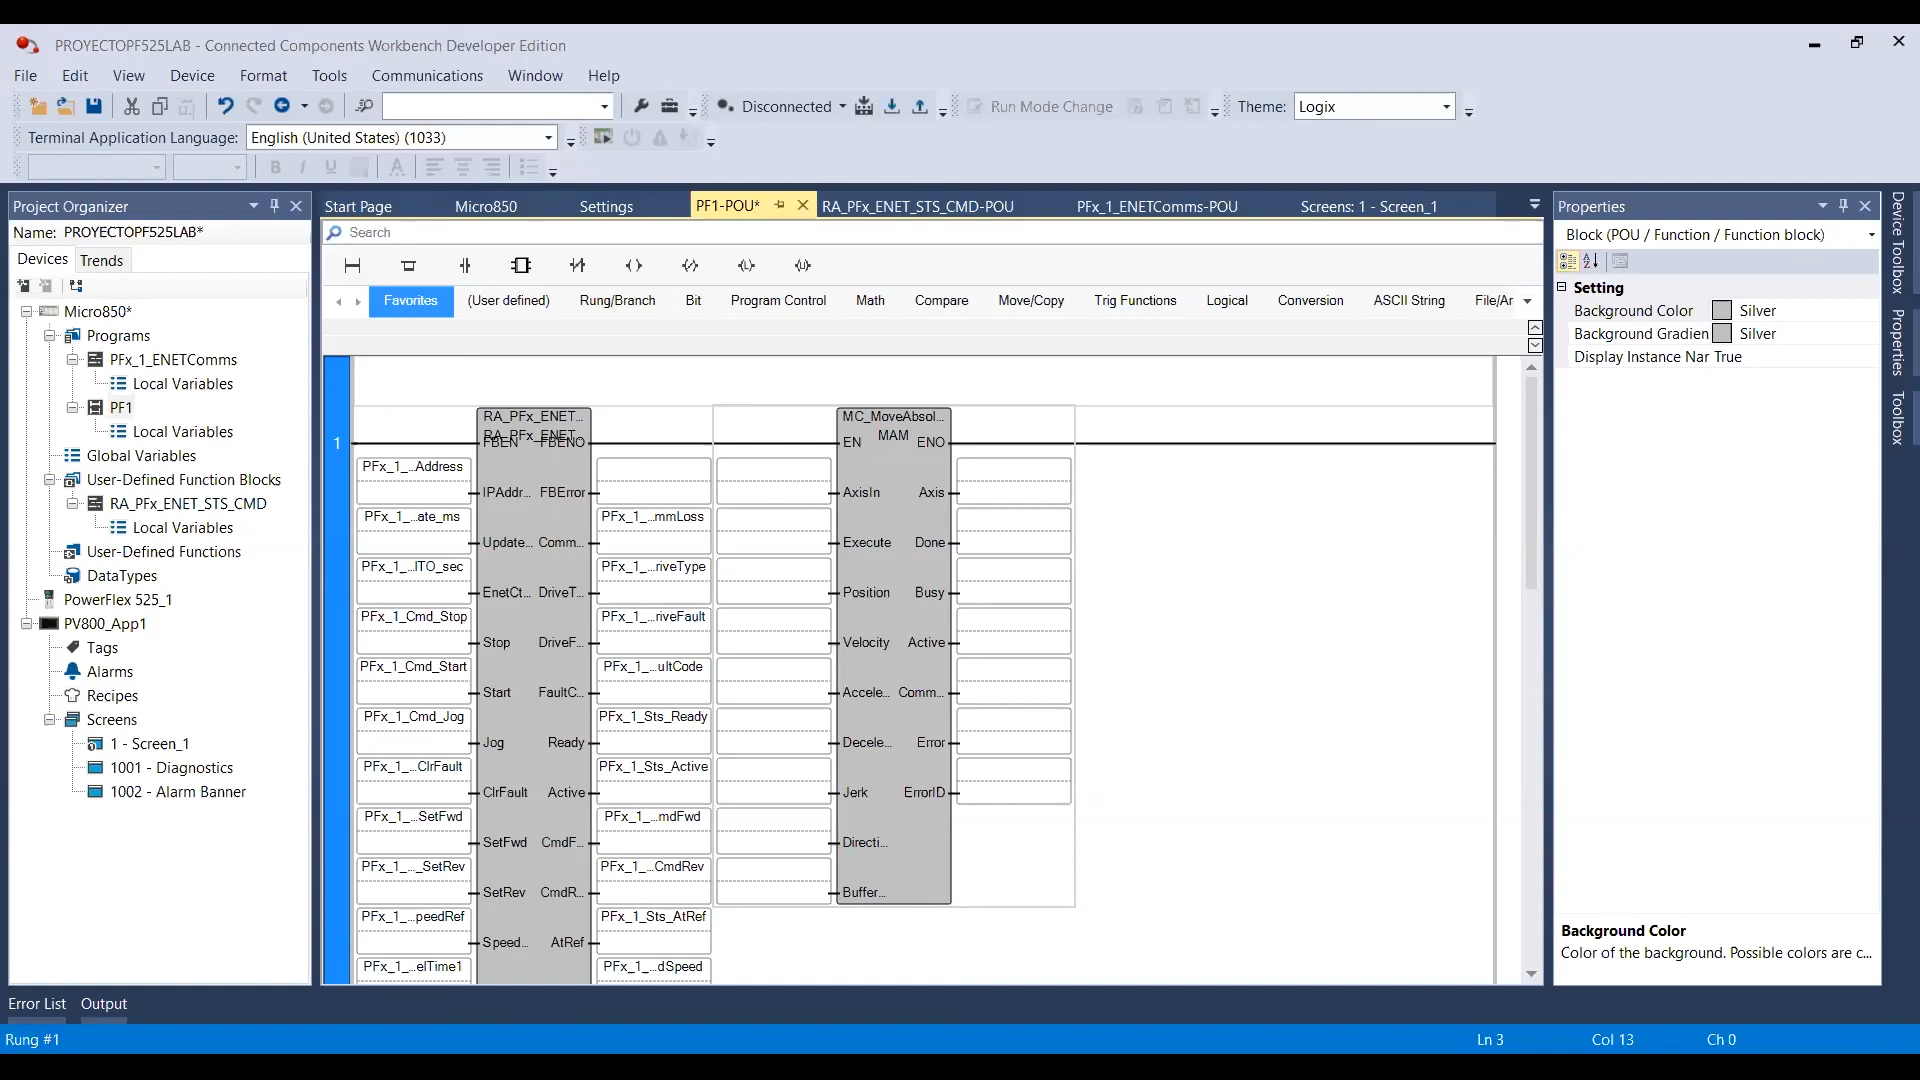 PROYECTOPF525LAB - Connected Components Workbench Developer Edition
File Edit View Device Format Tools Communications Window Help
Disconnected Run Mode Change Theme: Logix
Terminal Application Language: English (United States) (1033)
Project Organizer
Name: PROYECTOPF525LAB*
Devices Trends
Micro850*
Programs
PFx_1_ENETComms
Local Variables
PF1
Local Variables
Global Variables
User-Defined Function Blocks
RA_PFx_ENET_STS_CMD
Local Variables
User-Defined Functions
DataTypes
PowerFlex 525_1
PV800_App1
Tags
Alarms
Recipes
Screens
1 - Screen_1
1001 - Diagnostics
1002 - Alarm Banner
Start Page Micro850 Settings PF1-POU* RA_PFx_ENET_STS_CMD-POU PFx_1_ENETComms-POU Screens: 1 - Screen_1
Search
Favorites (User defined) Rung/Branch Bit Program Control Math Compare Move/Copy Trig Functions Logical Conversion ASCII String File/Ar
1
RA_PFx_ENET... MC_MoveAbsol...
RA_PFx_ENET MAM
FBEN FBENO EN ENO
PFx_1_...Address
IPAddr... FBError AxisIn Axis
PFx_1_...ate_ms PFx_1_...mmLoss
Update... Comm... Execute Done
PFx_1_...lTO_sec PFx_1_...riveType
EnetCt... DriveT... Position Busy
PFx_1_Cmd_Stop PFx_1_...riveFault
Stop DriveF... Velocity Active
PFx_1_Cmd_Start PFx_1_...ultCode
Start FaultC... Accele... Comm...
PFx_1_Cmd_Jog PFx_1_Sts_Ready
Jog Ready Decele... Error
PFx_1_...ClrFault PFx_1_Sts_Active
ClrFault Active Jerk ErrorID
PFx_1_...SetFwd PFx_1_...mdFwd
SetFwd CmdF... Directi...
PFx_1_..._SetRev PFx_1_...CmdRev
SetRev CmdR... Buffer...
PFx_1_...peedRef PFx_1_Sts_AtRef
Speed... AtRef
PFx_1_...elTime1 PFx_1_...dSpeed
Properties
Block (POU / Function / Function block)
Setting
Background Color Silver
Background Gradien Silver
Display Instance Nar True
Background Color
Color of the background. Possible colors are c...
Device Toolbox
Properties
Toolbox
Error List Output
Rung #1 Ln 3 Col 13 Ch 0